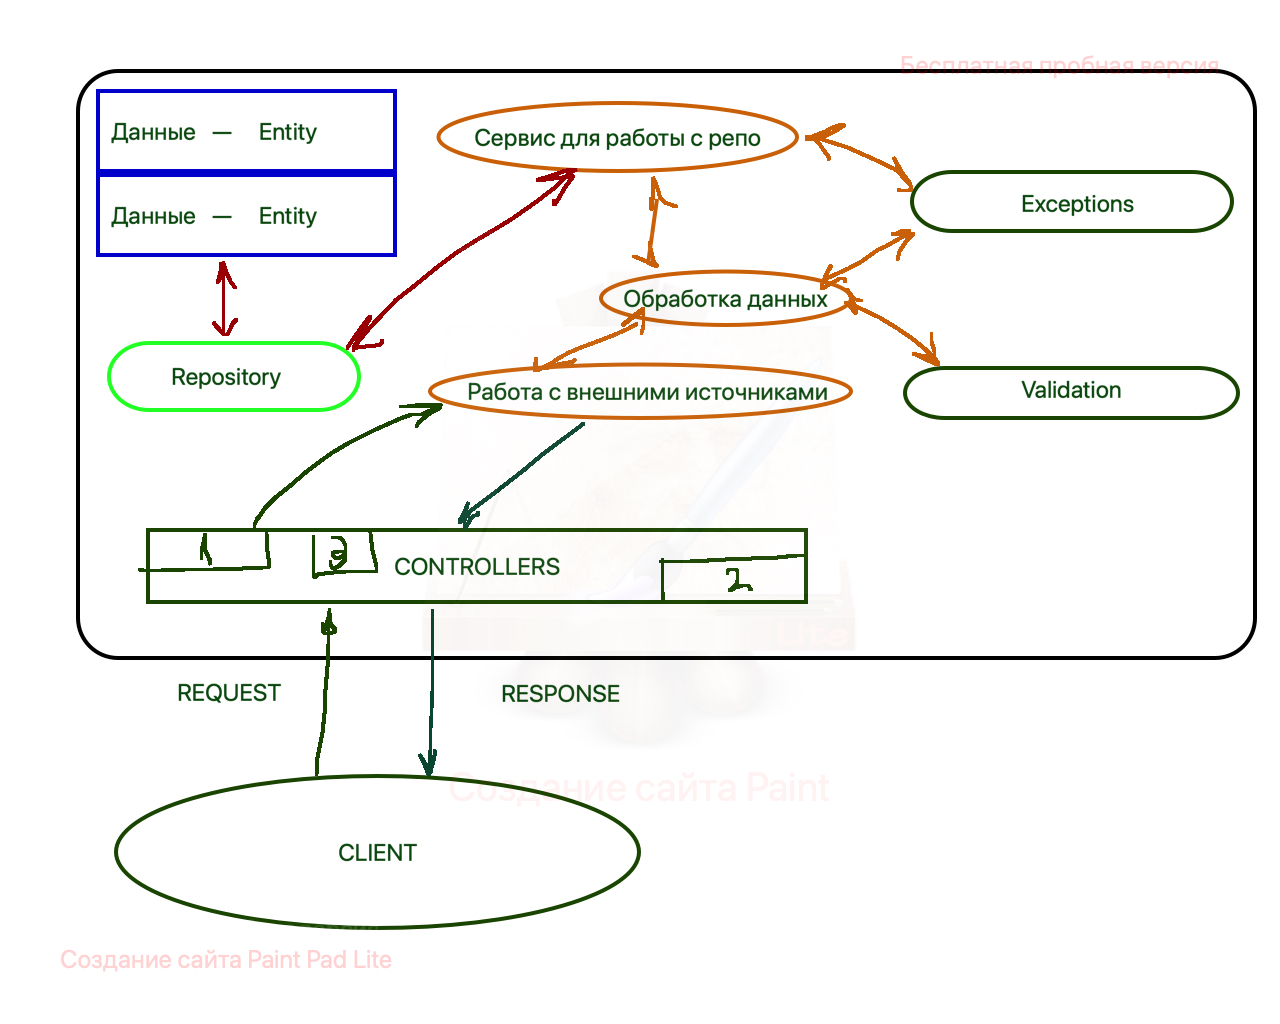 Бесплатная пробная версия
Данные — Entity
Сервис для работы с репо
Данные — Entity
Exceptions
Обработка данных
Repository
Работа с внешними источниками
Validation
1
3
CONTROLLERS
2
Lite
REQUEST
RESPONSE
Создание сайта Paint
CLIENT
Создание сайта Paint Pad Lite